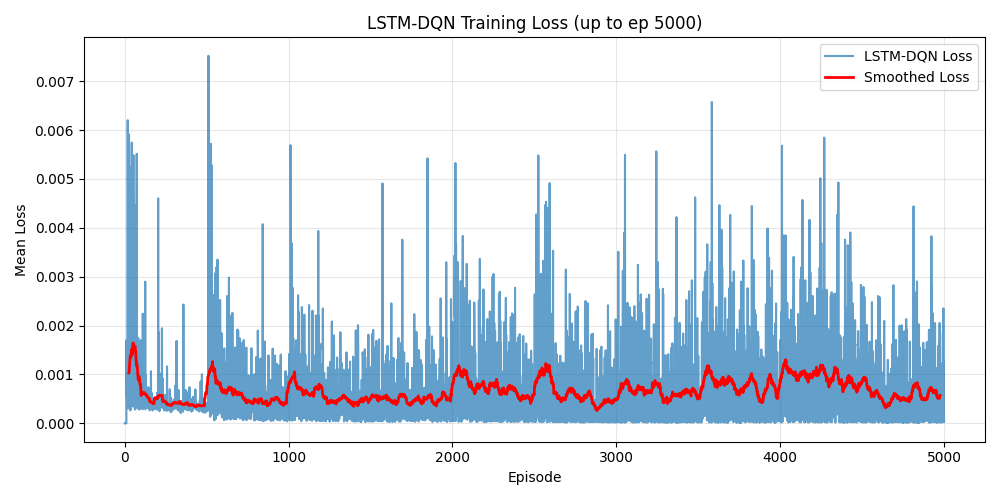 LSTM-DQN Training Loss (up to ep 5000)
LSTM-DQN Loss
Smoothed Loss
Mean Loss
0.007
0.006
0.005
0.004
0.003
0.002
0.001
0.000
0
1000
2000
3000
4000
5000
Episode